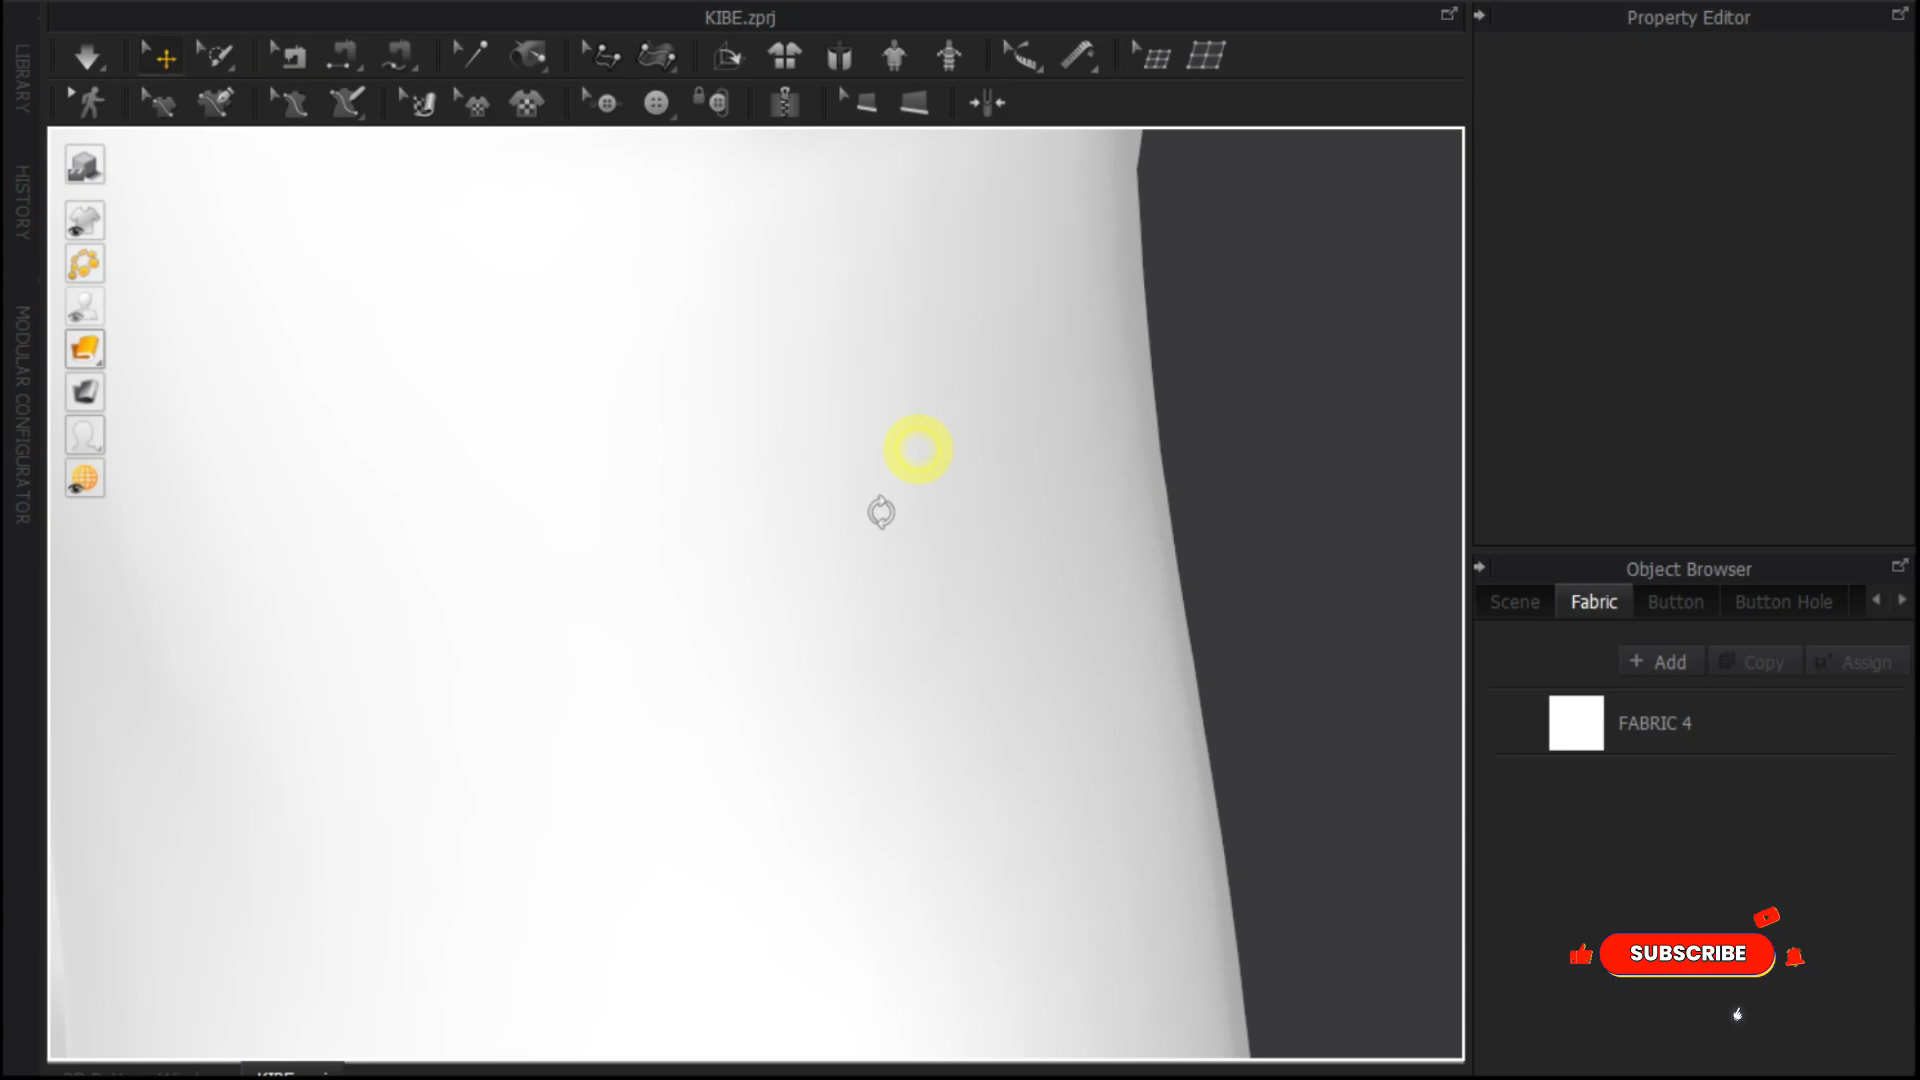 KIBE.zprj
Property Editor
LIBRARY
HISTORY
MODULAR CONFIGURATOR
Object Browser
Scene
Fabric
Button
Button Hole
+ Add
Copy
Assign
FABRIC 4
SUBSCRIBE